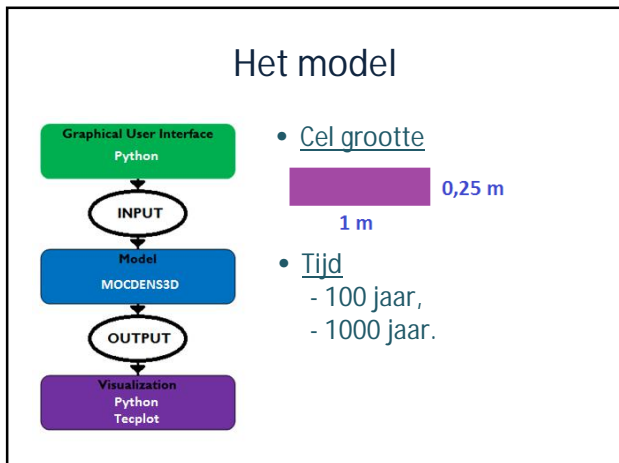 Het model
Graphical User Interface
Python
INPUT
Model
MOCDENS3D
OUTPUT
Visualization
Python
Tecplot
• Cel grootte
0,25 m
1 m
• Tijd
- 100 jaar,
- 1000 jaar.